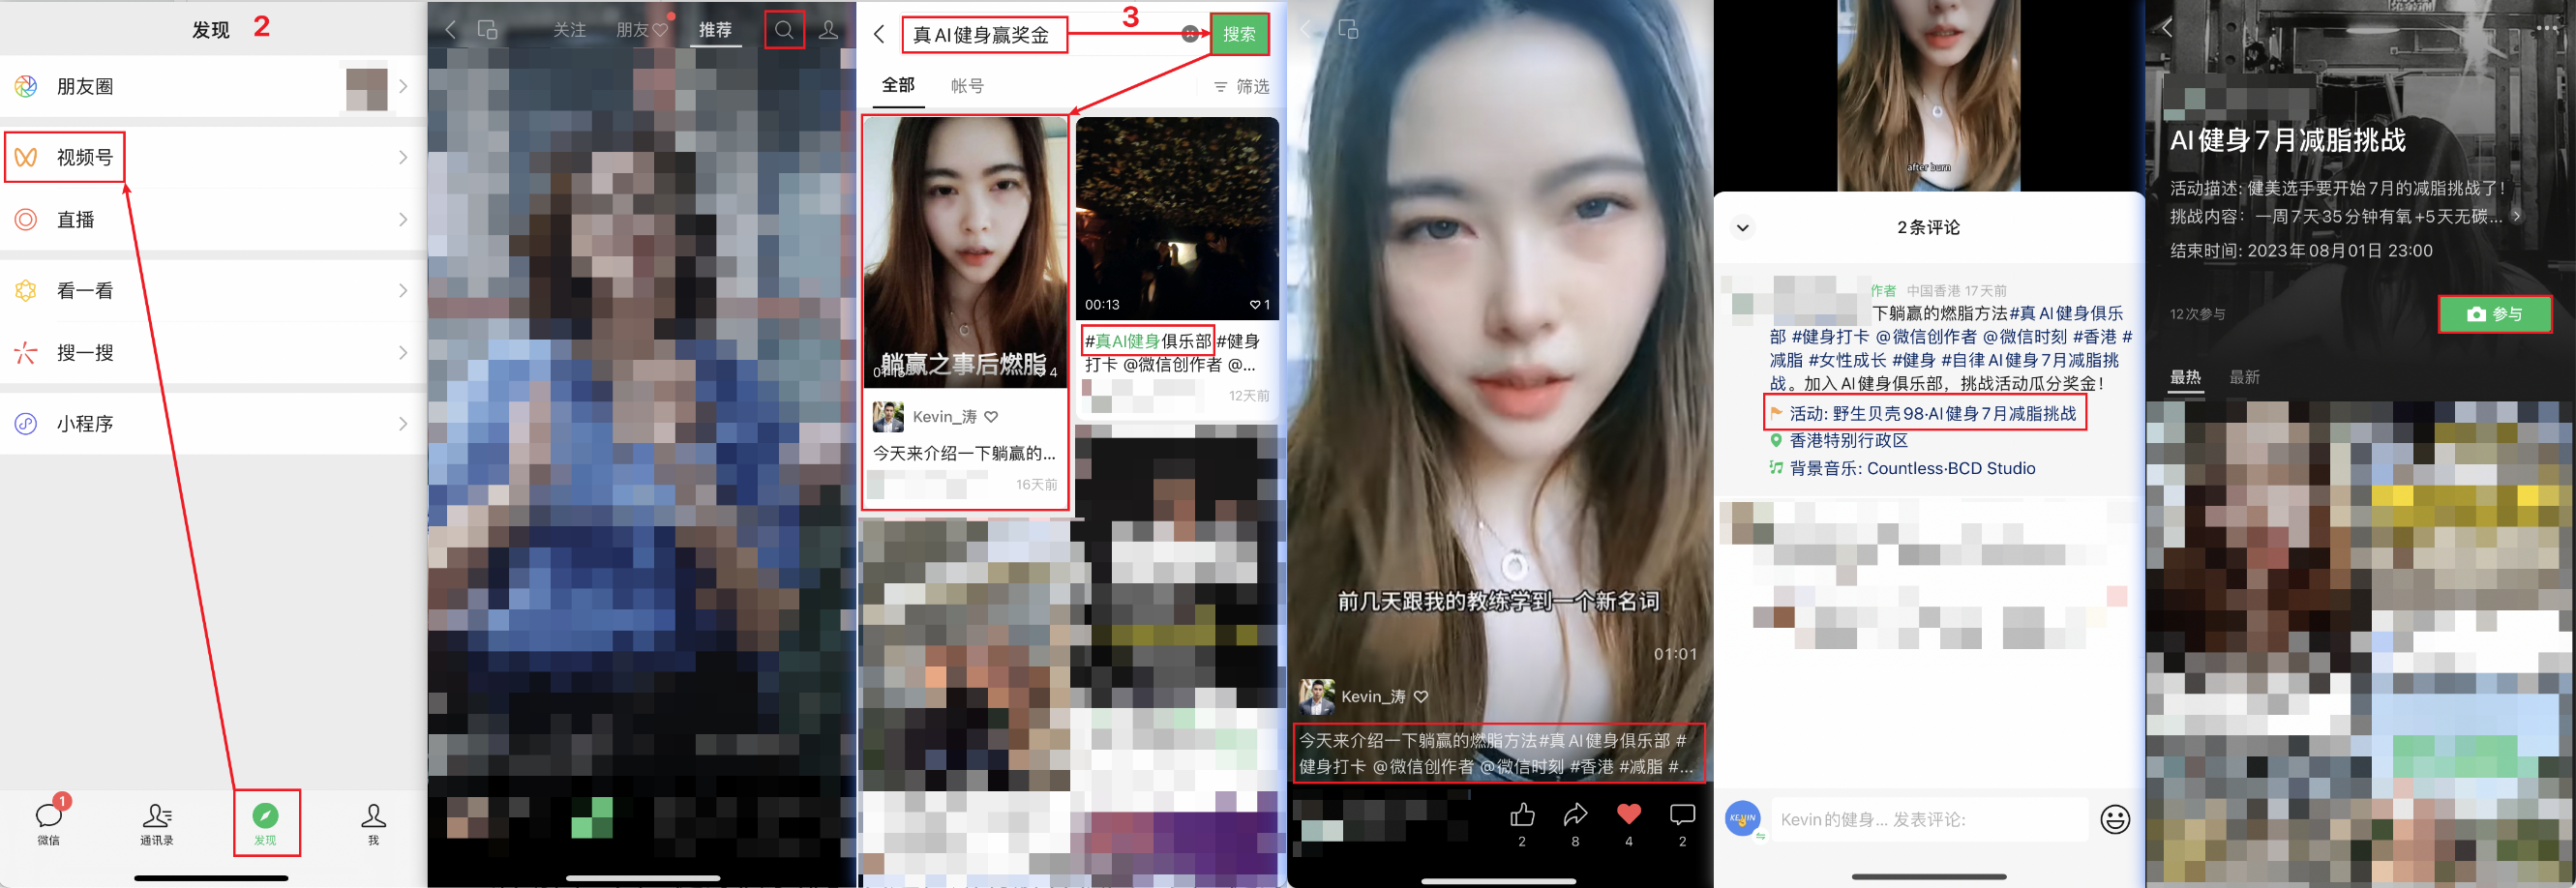 发现 2
朋友圈
视频号
直播
看一看
搜一搜
小程序
1
微信 通讯录 发现 我
关注 朋友 推荐
3
真AI健身赢奖金 搜索
全部 帐号 筛选
躺赢之事后燃脂
4
Kevin_涛
今天来介绍一下躺赢的...
16天前
00:13 1
#真AI健身俱乐部 #健身
打卡 @微信创作者 @...
12天前
前几天跟我的教练学到一个新名词
01:01
Kevin_涛
今天来介绍一下躺赢的燃脂方法#真AI健身俱乐部 #
健身打卡 @微信创作者 @微信时刻 #香港 #减脂 #...
2 8 4 2
after burn
2条评论
作者 中国香港 17天前
下躺赢的燃脂方法#真AI健身俱乐
部 #健身打卡 @微信创作者 @微信时刻 #香港 #
减脂 #女性成长 #健身 #自律AI健身7月减脂挑
战。加入AI健身俱乐部，挑战活动瓜分奖金！
活动: 野生贝壳98·AI健身7月减脂挑战
香港特别行政区
背景音乐: Countless·BCD Studio
KEVIN
Kevin的健身... 发表评论:
AI健身7月减脂挑战
活动描述: 健美选手要开始7月的减脂挑战了！
挑战内容：一周7天35分钟有氧+5天无碳...
结束时间: 2023年08月01日 23:00
12次参与
参与
最热 最新